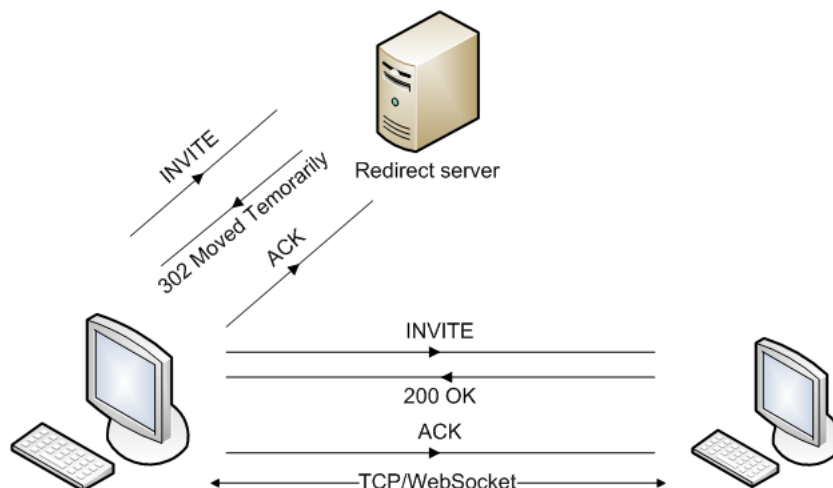 INVITE
302 Moved Temorarily
Redirect server
ACK
INVITE
200 OK
ACK
TCP/WebSocket